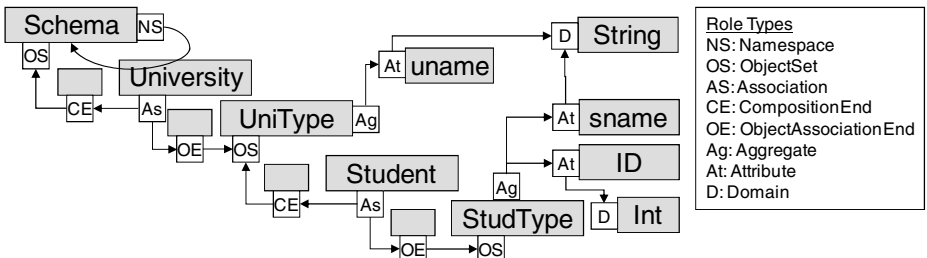 Schema NS
OS
CE
University
As
OE
UniType Ag
OS
At uname
D String
At sname
At ID
D Int
CE
Student
As
OE
Ag
StudType
OS
Role Types
NS: Namespace
OS: ObjectSet
AS: Association
CE: CompositionEnd
OE: ObjectAssociationEnd
Ag: Aggregate
At: Attribute
D: Domain